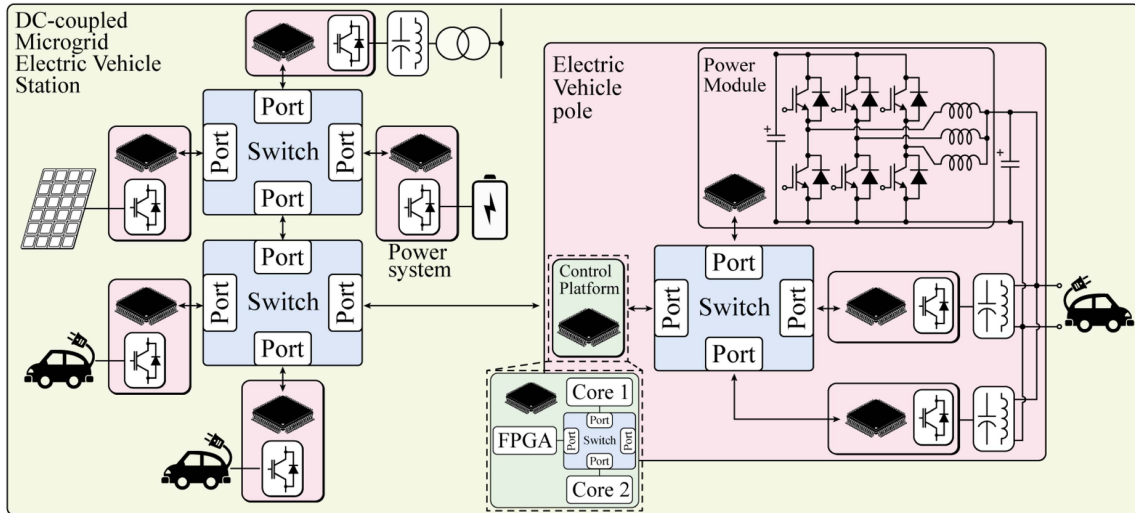 DC-coupled
Microgrid
Electric Vehicle
Station
Port
Port
Switch
Port
Port
Power
system
Port
Port
Switch
Port
Port
Electric
Vehicle
pole
Power
Module
+
+
Control
Platform
Port
Port
Switch
Port
Port
Core 1
Port
FPGA
Port
Switch
Port
Port
Core 2